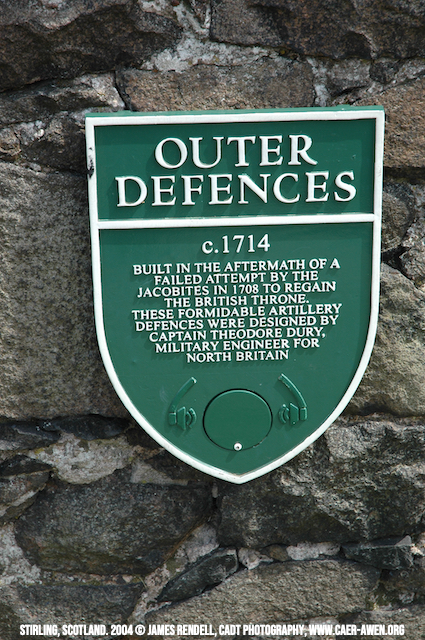 OUTER
DEFENCES
c.1714
BUILT IN THE AFTERMATH OF A
FAILED ATTEMPT BY THE
JACOBITES IN 1708 TO REGAIN
THE BRITISH THRONE.
THESE FORMIDABLE ARTILLERY
DEFENCES WERE DESIGNED BY
CAPTAIN THEODORE DURY,
MILITARY ENGINEER FOR
NORTH BRITAIN
STIRLING, SCOTLAND. 2004 © JAMES RENDELL, CADT PHOTOGRAPHY, WWW.CAER-AWEN.ORG